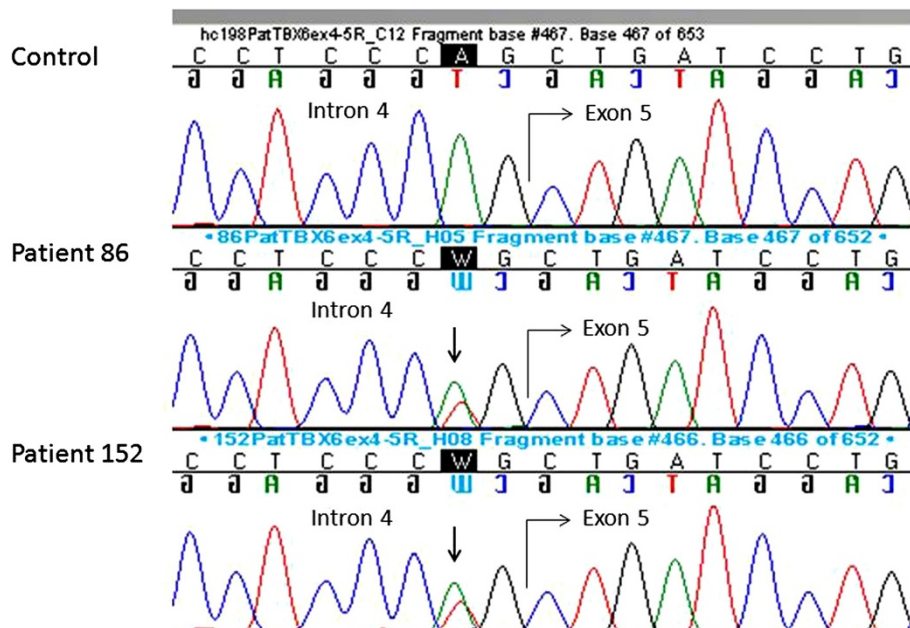 Control
hc198PatTBX6ex4-5R_C12 Fragment base #467. Base 467 of 653
C C T C C C A G C T G A T C C T G
G G A G G G T C G A C T A G G A C
Intron 4
Exon 5
Patient 86
•86PatTBX6ex4-5R_H05 Fragment base #467. Base 467 of 652 •
C C T C C C W G C T G A T C C T G
G G A G G G W C G A C T A G G A C
Intron 4
Exon 5
Patient 152
•152PatTBX6ex4-5R_H08 Fragment base #466. Base 466 of 652 •
C C T C C C W G C T G A T C C T G
G G A G G G W C G A C T A G G A C
Intron 4
Exon 5